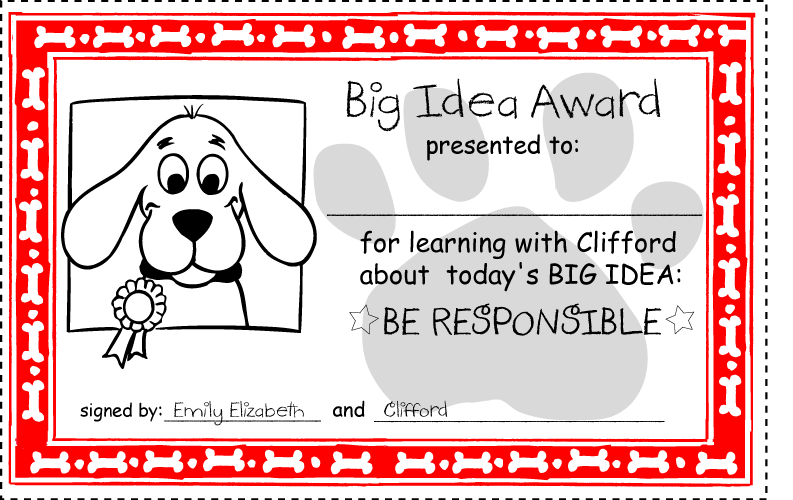 Big Idea Award
presented to:
for learning with Clifford
about today's BIG IDEA:
BE RESPONSIBLE
signed by: Emily Elizabeth and Clifford